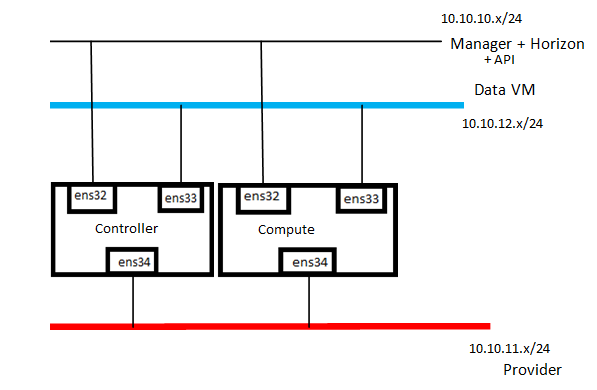 10.10.10.x/24
Manager + Horizon
+ API
Data VM
10.10.12.x/24
ens32
ens33
ens32
ens33
Controller
Compute
ens34
ens34
10.10.11.x/24
Provider